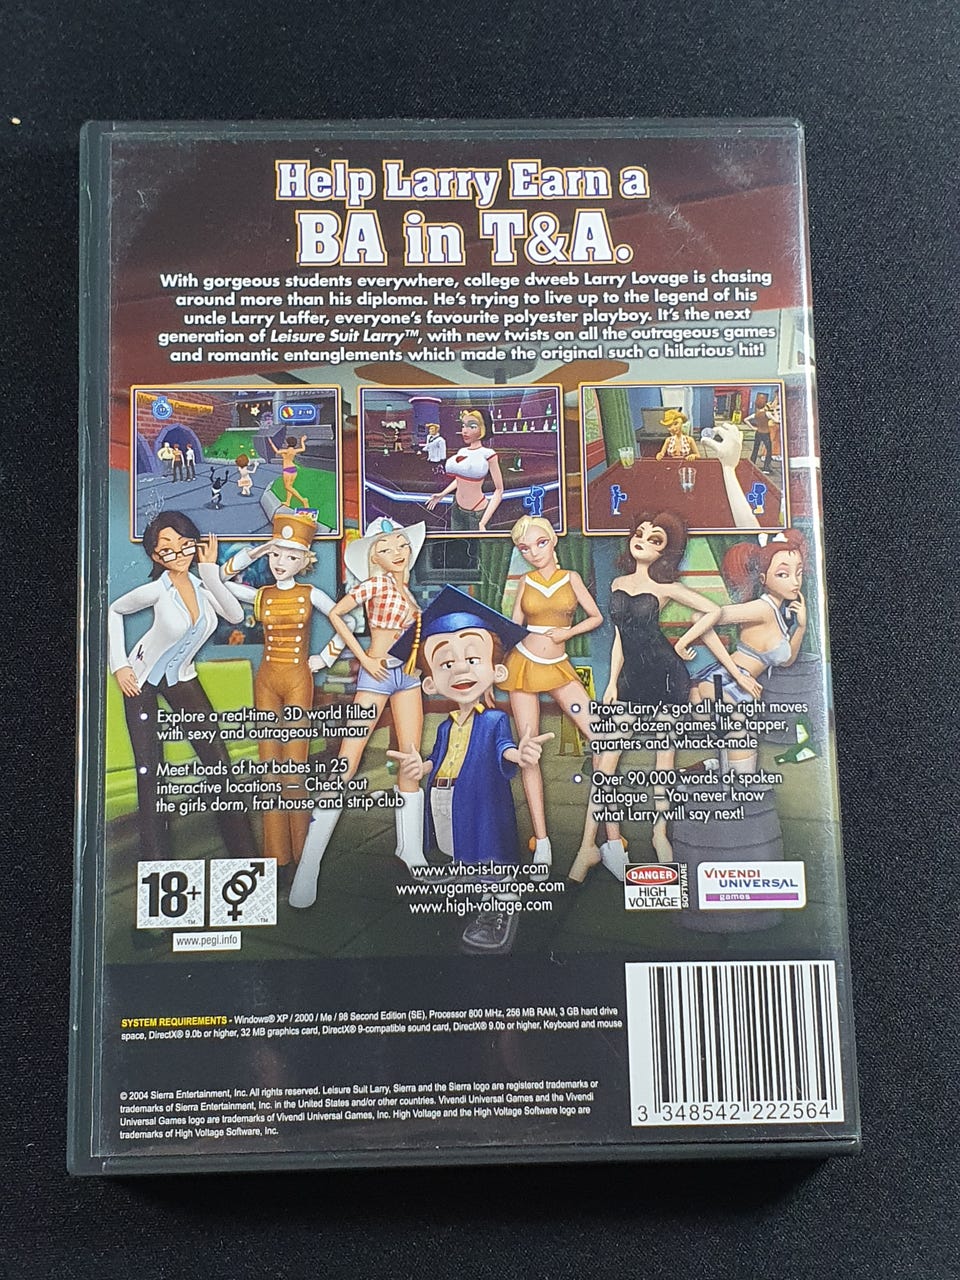 Help Larry Earn a
BA in T&A.
With gorgeous students everywhere, college dweeb Larry Lovage is chasing
around more than his diploma. He's trying to live up to the legend of his
uncle Larry Laffer, everyone's favourite polyester playboy. It's the next
generation of Leisure Suit Larry™, with new twists on all the outrageous games
and romantic entanglements which made the original such a hilarious hit!
• Explore a real-time, 3D world filled
with sexy and outrageous humour
• Meet loads of hot babes in 25
interactive locations – Check out
the girls dorm, frat house and strip club
• Prove Larry's got all the right moves
with a dozen games like tapper,
quarters and whack-a-mole
• Over 90,000 words of spoken
dialogue – You never know
what Larry will say next!
18+
™
™
www.pegi.info
www.who-is-larry.com
www.vugames-europe.com
www.high-voltage.com
DANGER
HIGH
VOLTAGE
SOFTWARE
VIVENDI
UNIVERSAL
games
SYSTEM REQUIREMENTS - Windows® XP / 2000 / Me / 98 Second Edition (SE), Processor 600 MHz, 256 MB RAM, 3 GB hard drive
space, DirectX® 9.0b or higher, 32 MB graphics card, DirectX® 9-compatible sound card, DirectX® 9.0b or higher. Keyboard and mouse
© 2004 Sierra Entertainment, Inc. All rights reserved. Leisure Suit Larry, Sierra and the Sierra logo are registered trademarks or
trademarks of Sierra Entertainment, Inc. in the United States and/or other countries. Vivendi Universal Games and the Vivendi
Universal Games logo are trademarks of Vivendi Universal Games, Inc. High Voltage and the High Voltage Software logo are
trademarks of High Voltage Software, Inc.
3 348542 222564